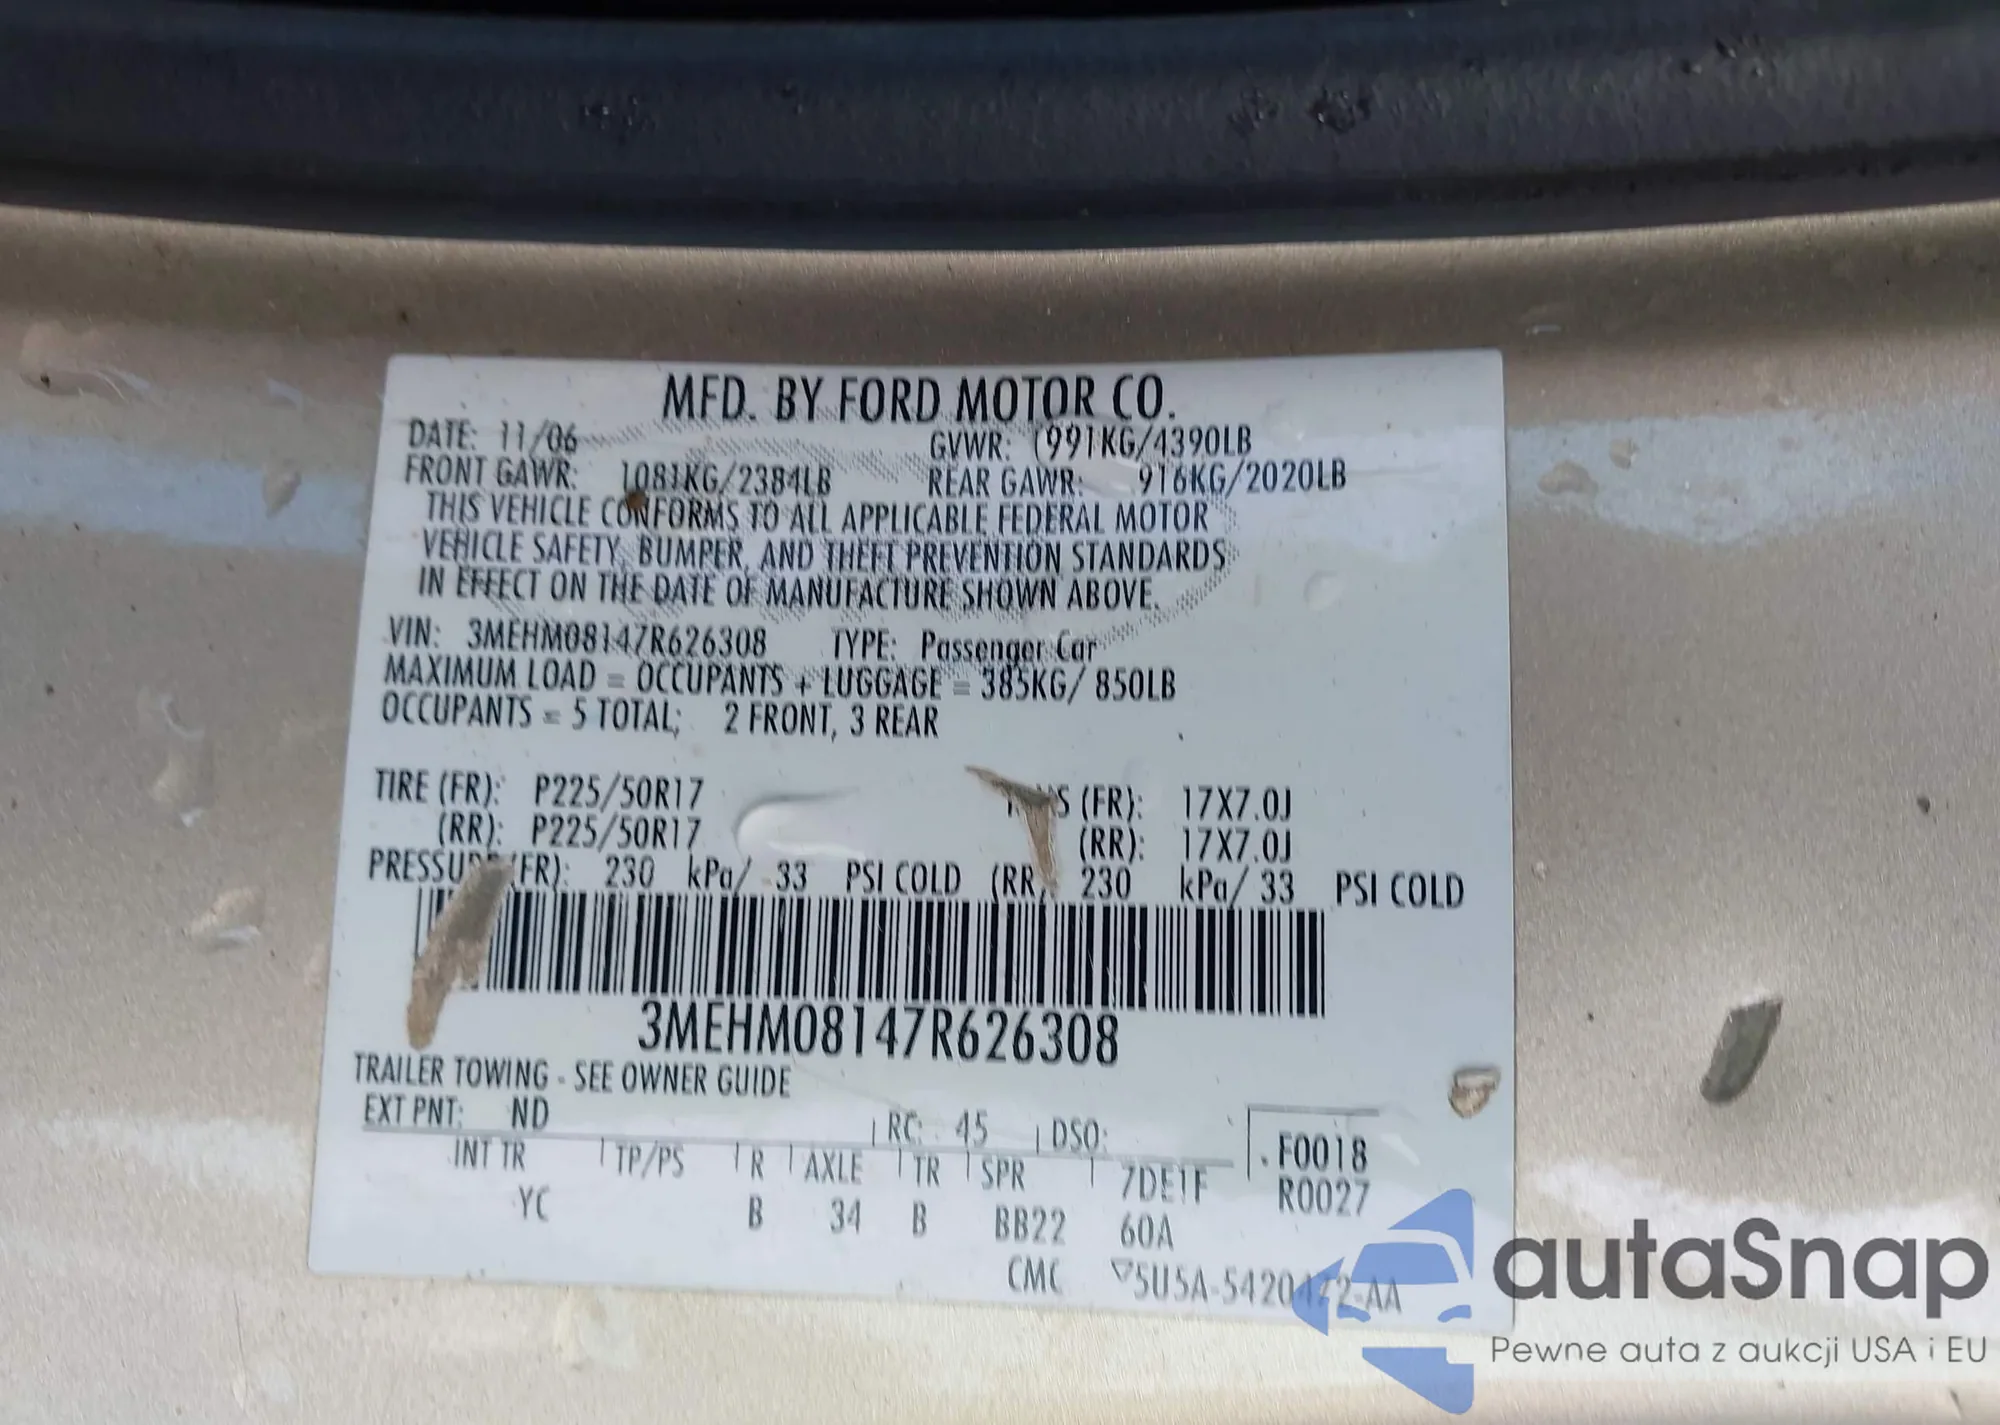 MFD. BY FORD MOTOR CO.
DATE: 11/06 GVWR: 1991KG/4390LB
FRONT GAWR: 1081KG/2384LB REAR GAWR: 916KG/2020LB
THIS VEHICLE CONFORMS TO ALL APPLICABLE FEDERAL MOTOR
VEHICLE SAFETY, BUMPER, AND THEFT PREVENTION STANDARDS
IN EFFECT ON THE DATE OF MANUFACTURE SHOWN ABOVE.
VIN: 3MEHM08147R626308 TYPE: Passenger Car
MAXIMUM LOAD = OCCUPANTS + LUGGAGE = 385KG/ 850LB
OCCUPANTS = 5 TOTAL; 2 FRONT, 3 REAR
TIRE (FR): P225/50R17 (FR): 17X7.0J
(RR): P225/50R17 (RR): 17X7.0J
PRESSURE (FR): 230 kPa/ 33 PSI COLD (RR) 230 kPa/ 33 PSI COLD
3MEHM08147R626308
TRAILER TOWING - SEE OWNER GUIDE
EXT PNT: ND RC: 45 DSO: F0018
INT TR TP/PS R AXLE TR SPR 7DE1F R0027
YC B 34 B BB22 60A
CMC
autaSnap
Pewne auta z aukcji USA i EU